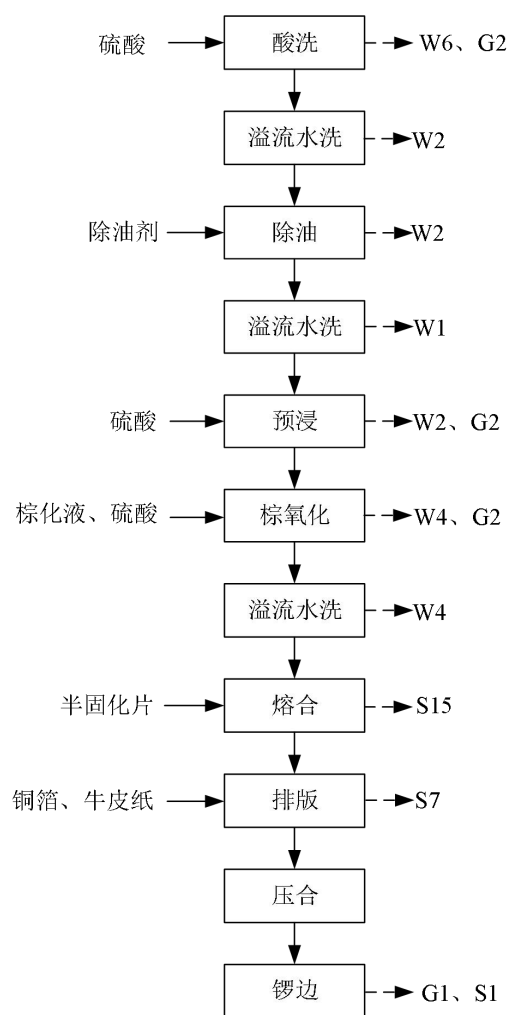 硫酸 酸洗 W6、G2
溢流水洗 W2
除油剂 除油 W2
溢流水洗 W1
硫酸 预浸 W2、G2
棕化液、硫酸 棕氧化 W4、G2
溢流水洗 W4
半固化片 熔合 S15
铜箔、牛皮纸 排版 S7
压合
锣边 G1、S1